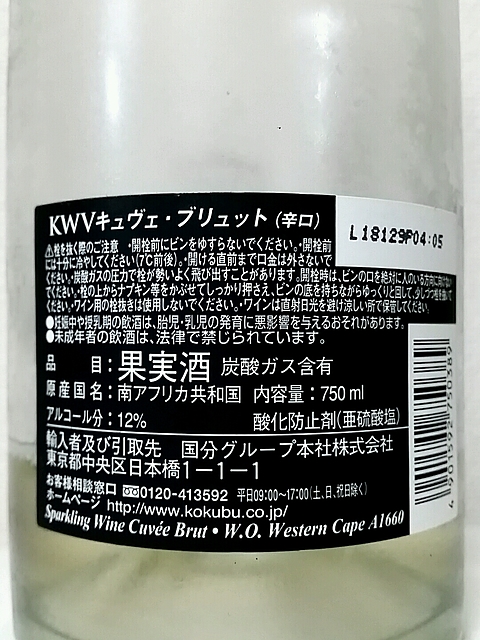 KWVキュヴェ・ブリュット（辛口）
L18129P04:05
⚠栓を抜く際のご注意 ・開栓前にビンをゆすらないでください。・開栓前
には十分に冷やしてください（7℃前後）。・開ける直前まで口金は外さないで
ください。・炭酸ガスの圧力で栓が勢いよく飛び出すことがあります。開栓時は、ビンの口を絶対に人のいる方向に向けないで
ください。・栓の上からナプキン等をかぶせてしっかり押さえ、ビンの底を持ちながらゆっくりと回して、少しづつ栓を抜いて
ください。・ワイン用の栓抜きは使用しないでください。・ワインは直射日光を避け涼しい所で保管してください。
●妊娠中や授乳期の飲酒は、胎児・乳児の発育に悪影響を与えるおそれがあります。
●未成年者の飲酒は、法律で禁じられています。
品 目：果実酒 炭酸ガス含有
原産国名：南アフリカ共和国 内容量：750ml
アルコール分：12% 酸化防止剤(亜硫酸塩)
輸入者及び引取先 国分グループ本社株式会社
東京都中央区日本橋1-1-1
お客様相談窓口 0120-413592 平日09:00〜17:00(土、日、祝日除く)
ホームページ http://www.kokubu.co.jp/
Sparkling Wine Cuvée Brut • W.O. Western Cape A1660
4 901592 750389